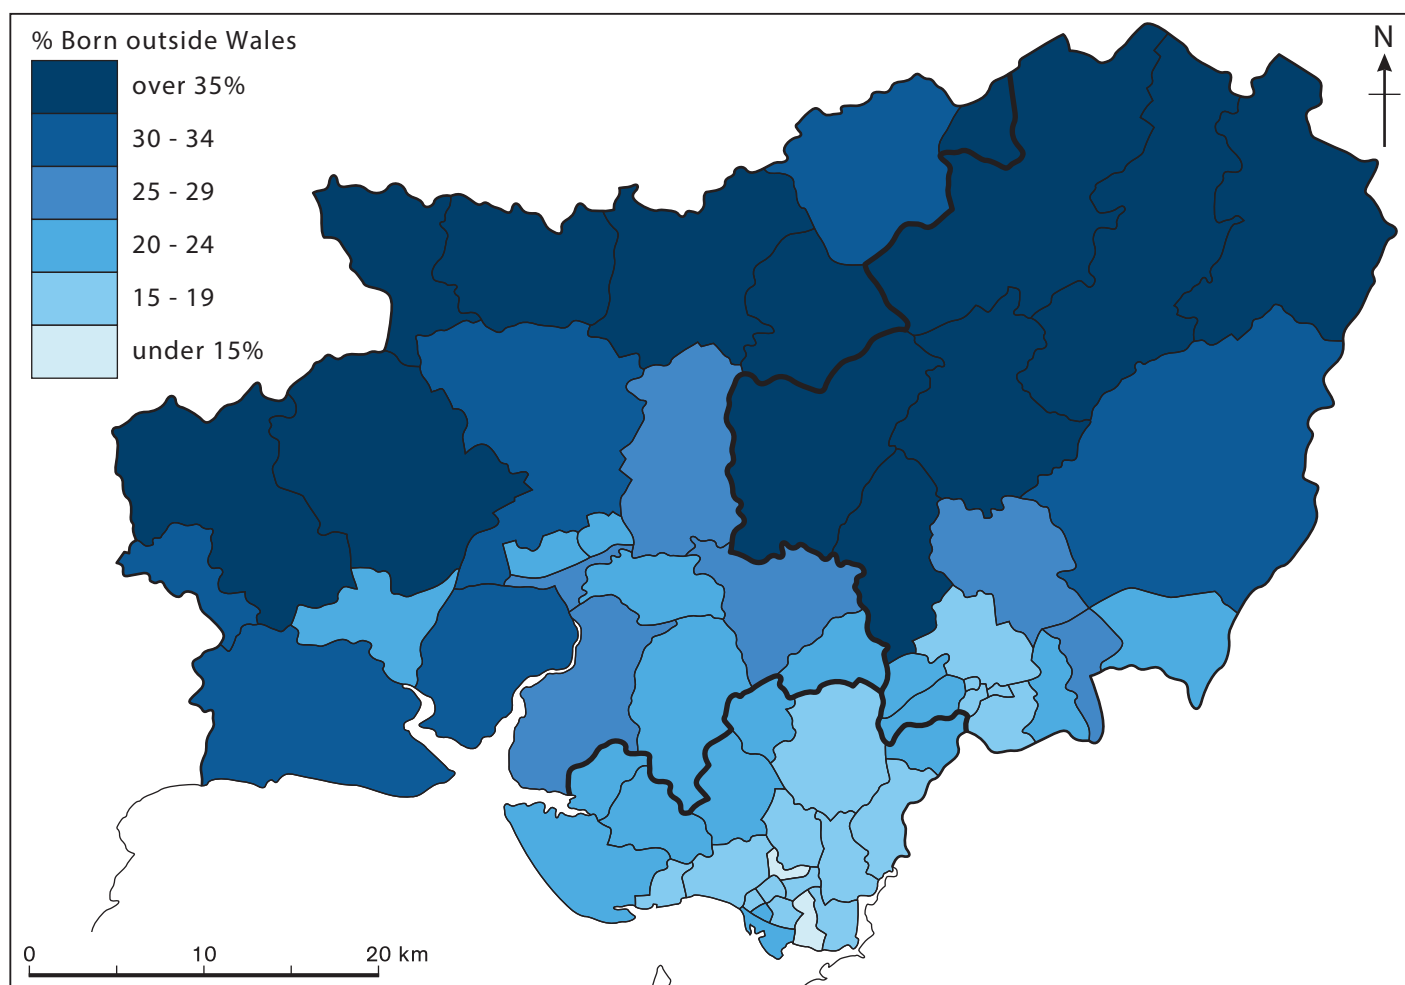 % Born outside Wales
over 35%
30 - 34
25 - 29
20 - 24
15 - 19
under 15%
N
0 10 20 km